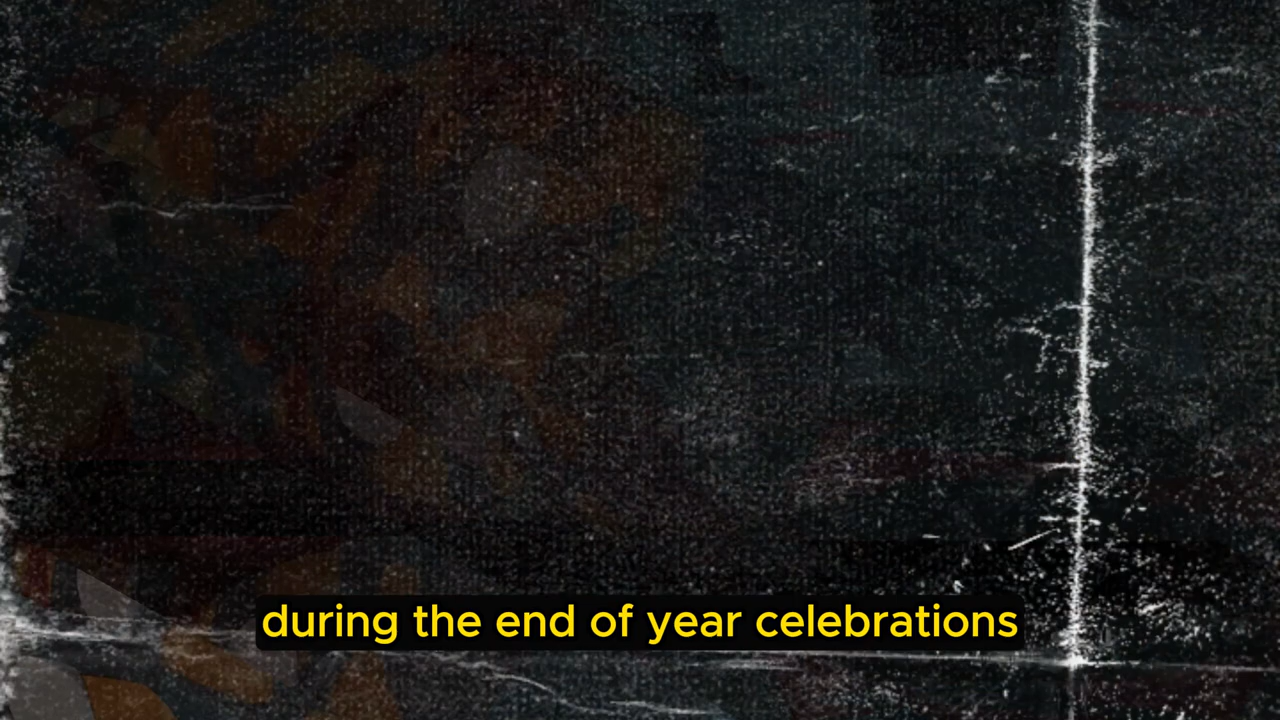 during the end of year celebrations